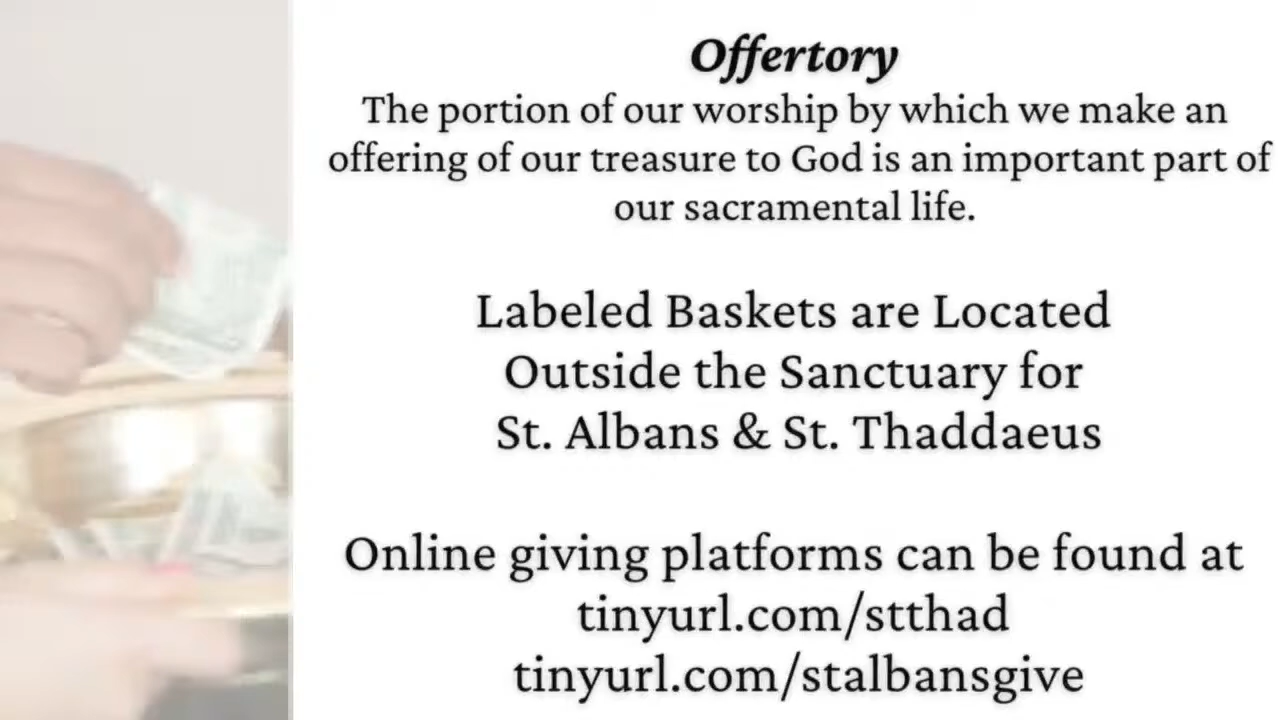 Offertory
The portion of our worship by which we make an
offering of our treasure to God is an important part of
our sacramental life.
Labeled Baskets are Located
Outside the Sanctuary for
St. Albans & St. Thaddaeus
Online giving platforms can be found at
tinyurl.com/stthad
tinyurl.com/stalbansgive